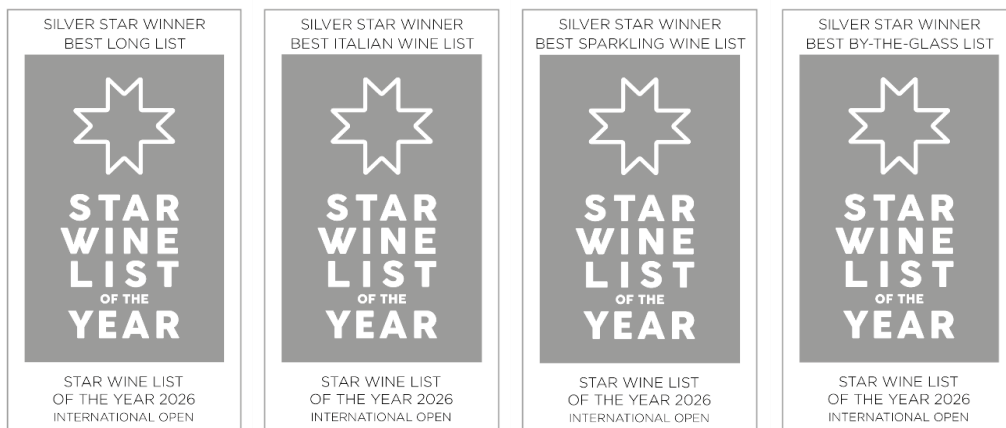 SILVER STAR WINNER
BEST LONG LIST
STAR
WINE
LIST
OF THE
YEAR
STAR WINE LIST
OF THE YEAR 2026
INTERNATIONAL OPEN
SILVER STAR WINNER
BEST ITALIAN WINE LIST
STAR
WINE
LIST
OF THE
YEAR
STAR WINE LIST
OF THE YEAR 2026
INTERNATIONAL OPEN
SILVER STAR WINNER
BEST SPARKLING WINE LIST
STAR
WINE
LIST
OF THE
YEAR
STAR WINE LIST
OF THE YEAR 2026
INTERNATIONAL OPEN
SILVER STAR WINNER
BEST BY-THE-GLASS LIST
STAR
WINE
LIST
OF THE
YEAR
STAR WINE LIST
OF THE YEAR 2026
INTERNATIONAL OPEN